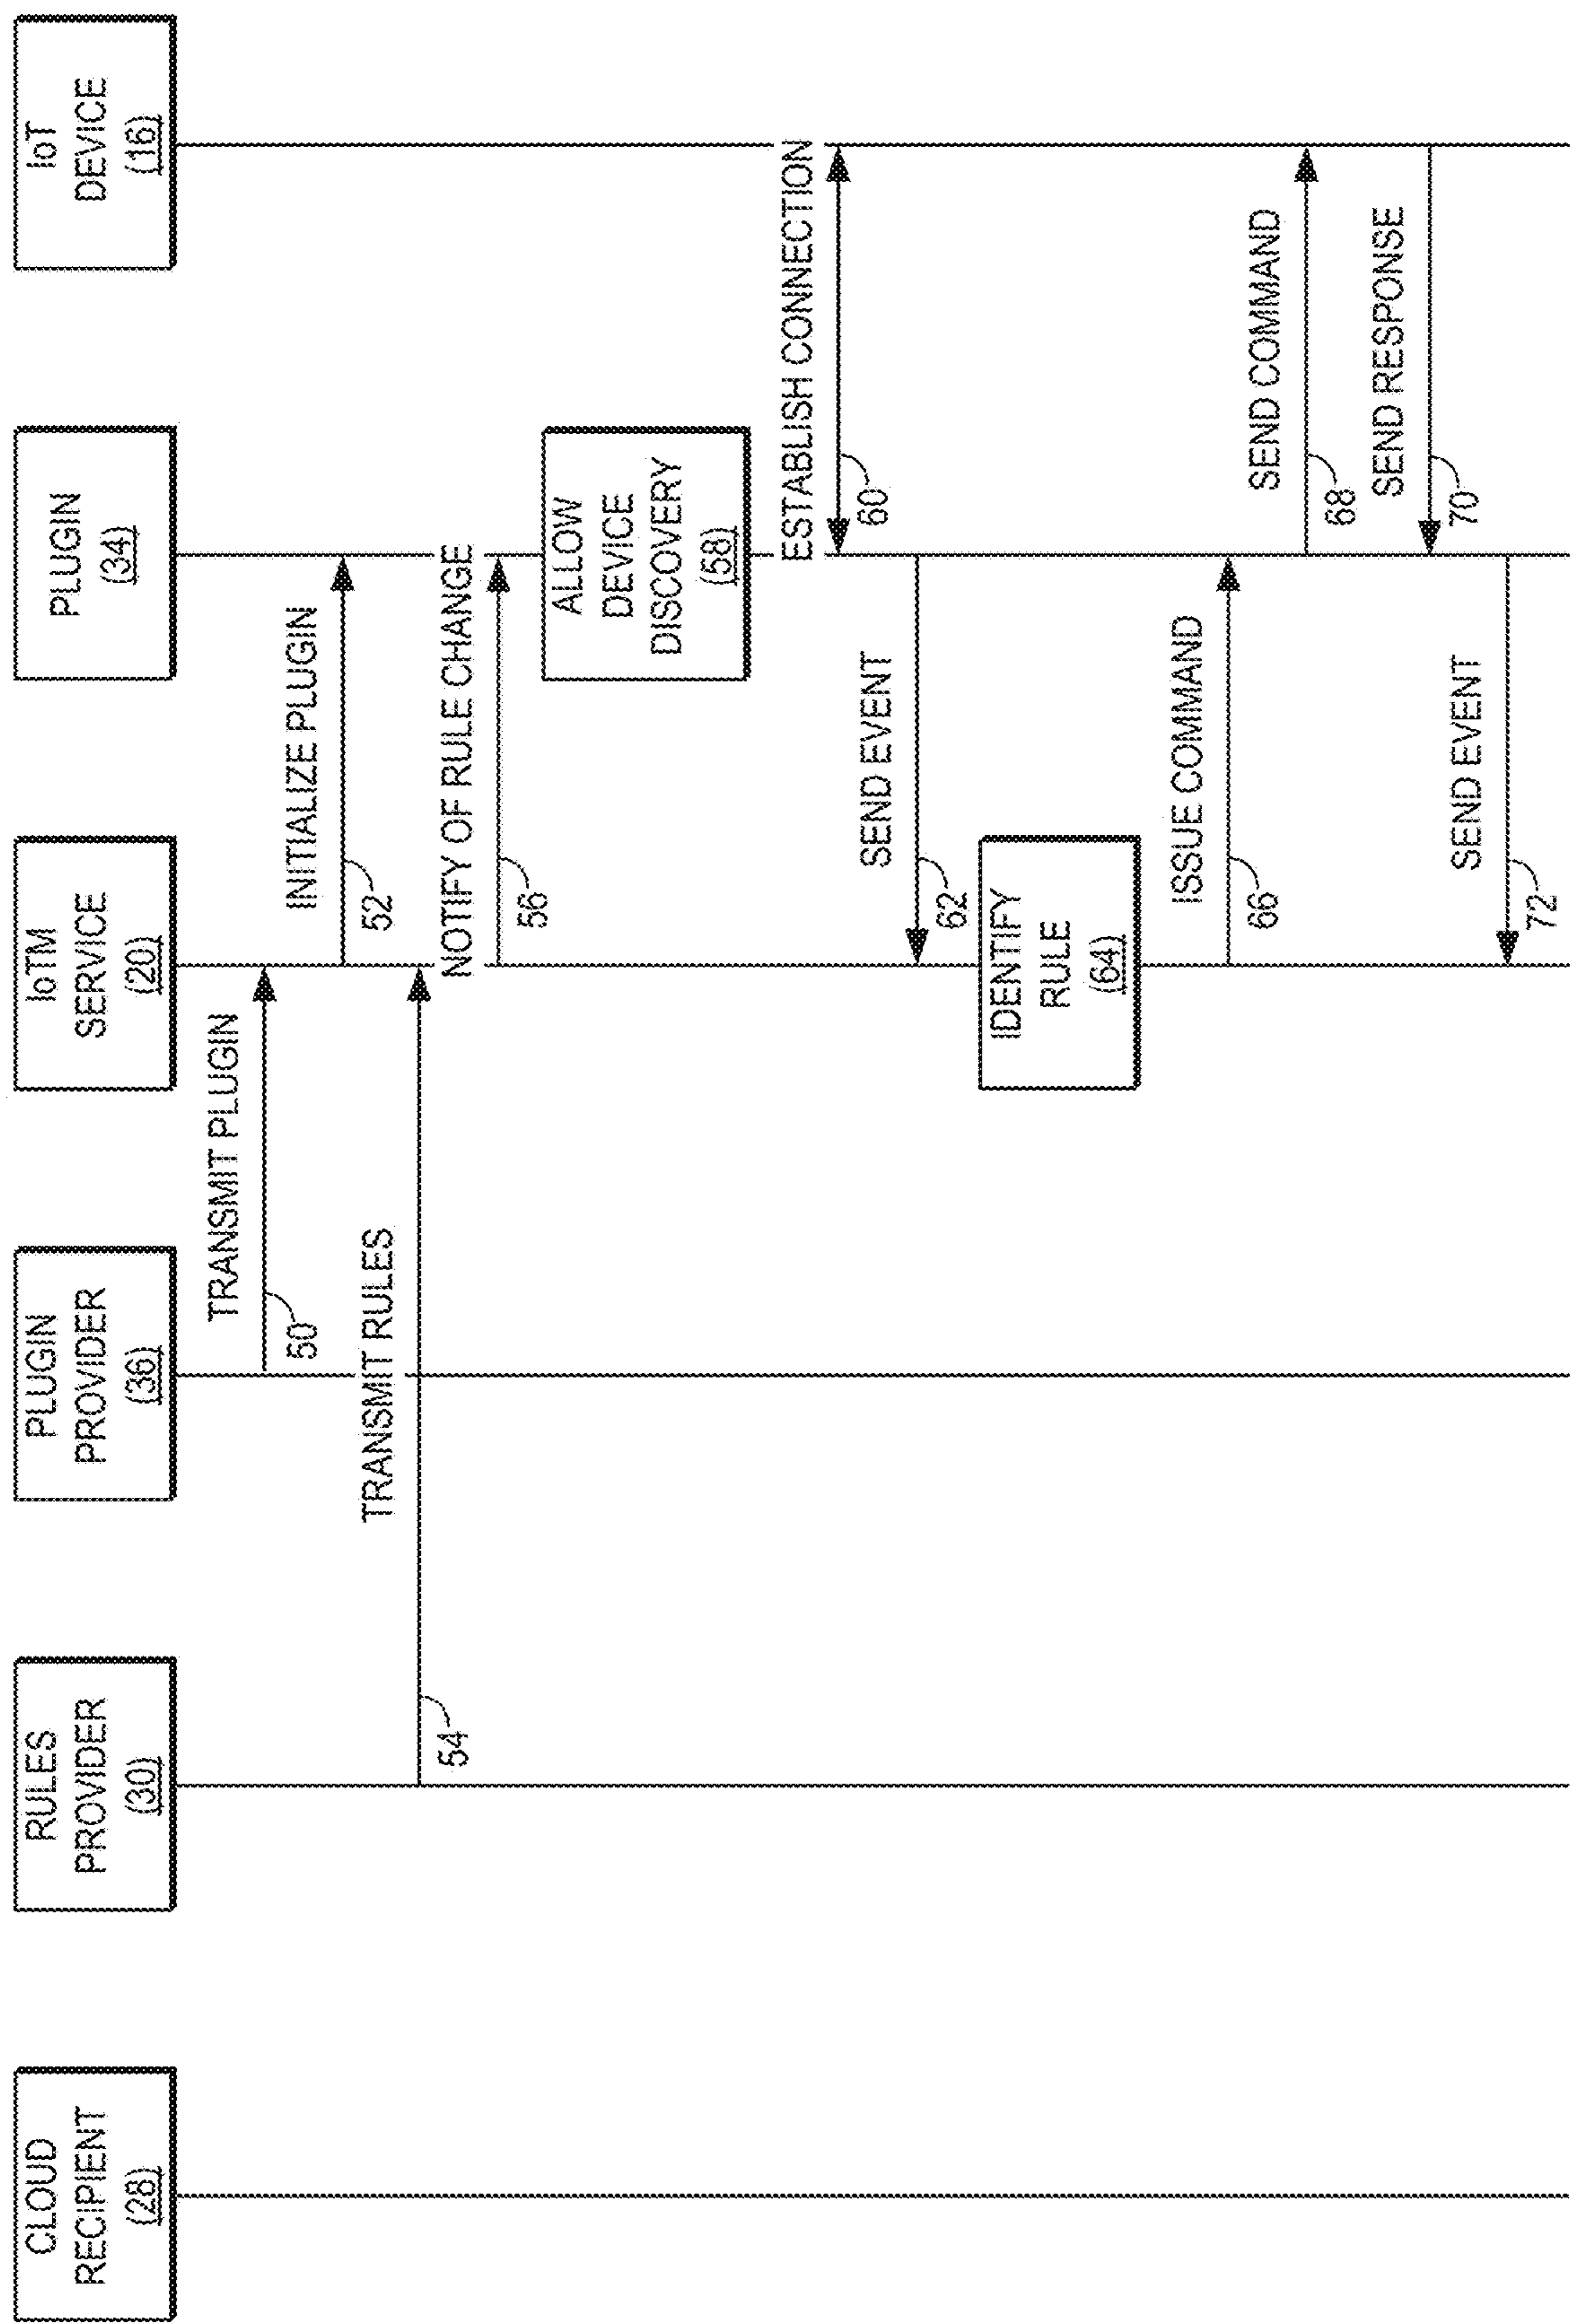 CLOUD
RECIPIENT
(28)
RULES
PROVIDER
(30)
PLUGIN
PROVIDER
(36)
IoTM
SERVICE
(20)
PLUGIN
(34)
IoT
DEVICE
(16)
TRANSMIT PLUGIN
50
INITIALIZE PLUGIN
52
TRANSMIT RULES
54
NOTIFY OF RULE CHANGE
56
ALLOW
DEVICE
DISCOVERY
(58)
ESTABLISH CONNECTION
60
SEND EVENT
62
IDENTIFY
RULE
(64)
ISSUE COMMAND
66
SEND COMMAND
68
SEND RESPONSE
70
SEND EVENT
72